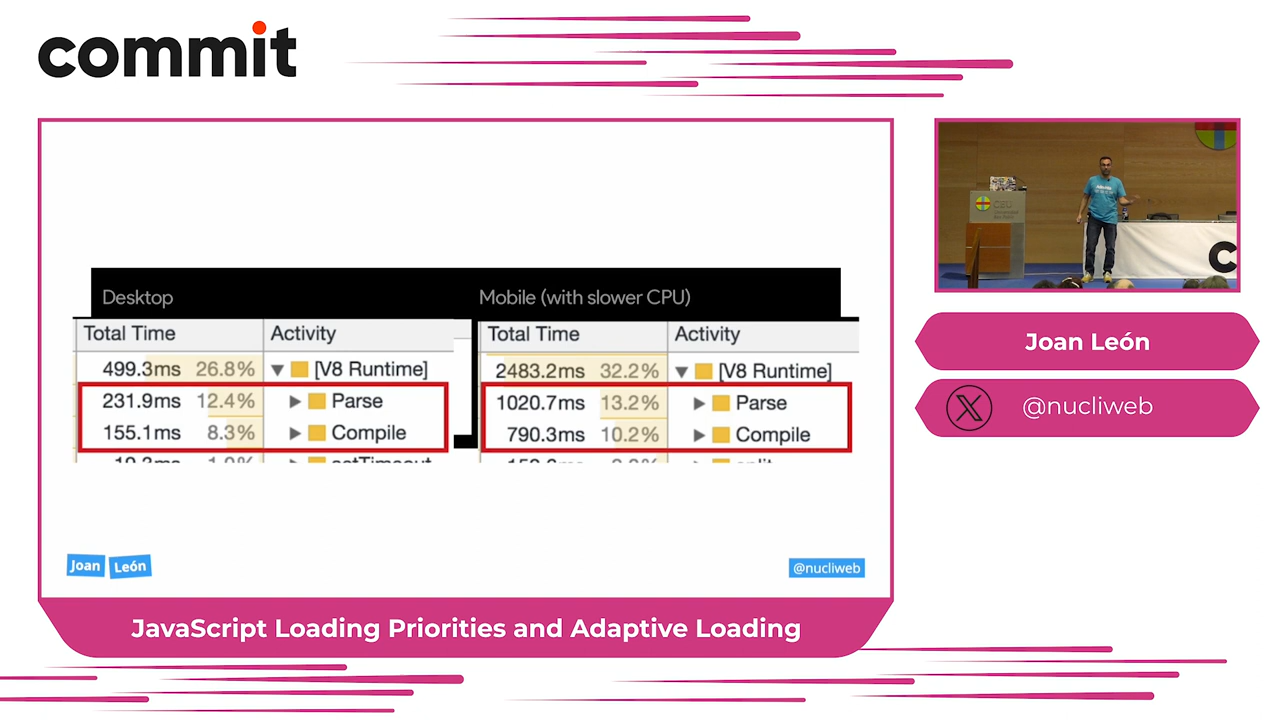 commit
Desktop
Mobile (with slower CPU)
Total Time Activity
499.3ms 26.8% ▼ [V8 Runtime]
231.9ms 12.4% ▶ Parse
155.1ms 8.3% ▶ Compile
Total Time Activity
2483.2ms 32.2% ▼ [V8 Runtime]
1020.7ms 13.2% ▶ Parse
790.3ms 10.2% ▶ Compile
Joan León
@nucliweb
JavaScript Loading Priorities and Adaptive Loading
CEU
Joan León
@nucliweb